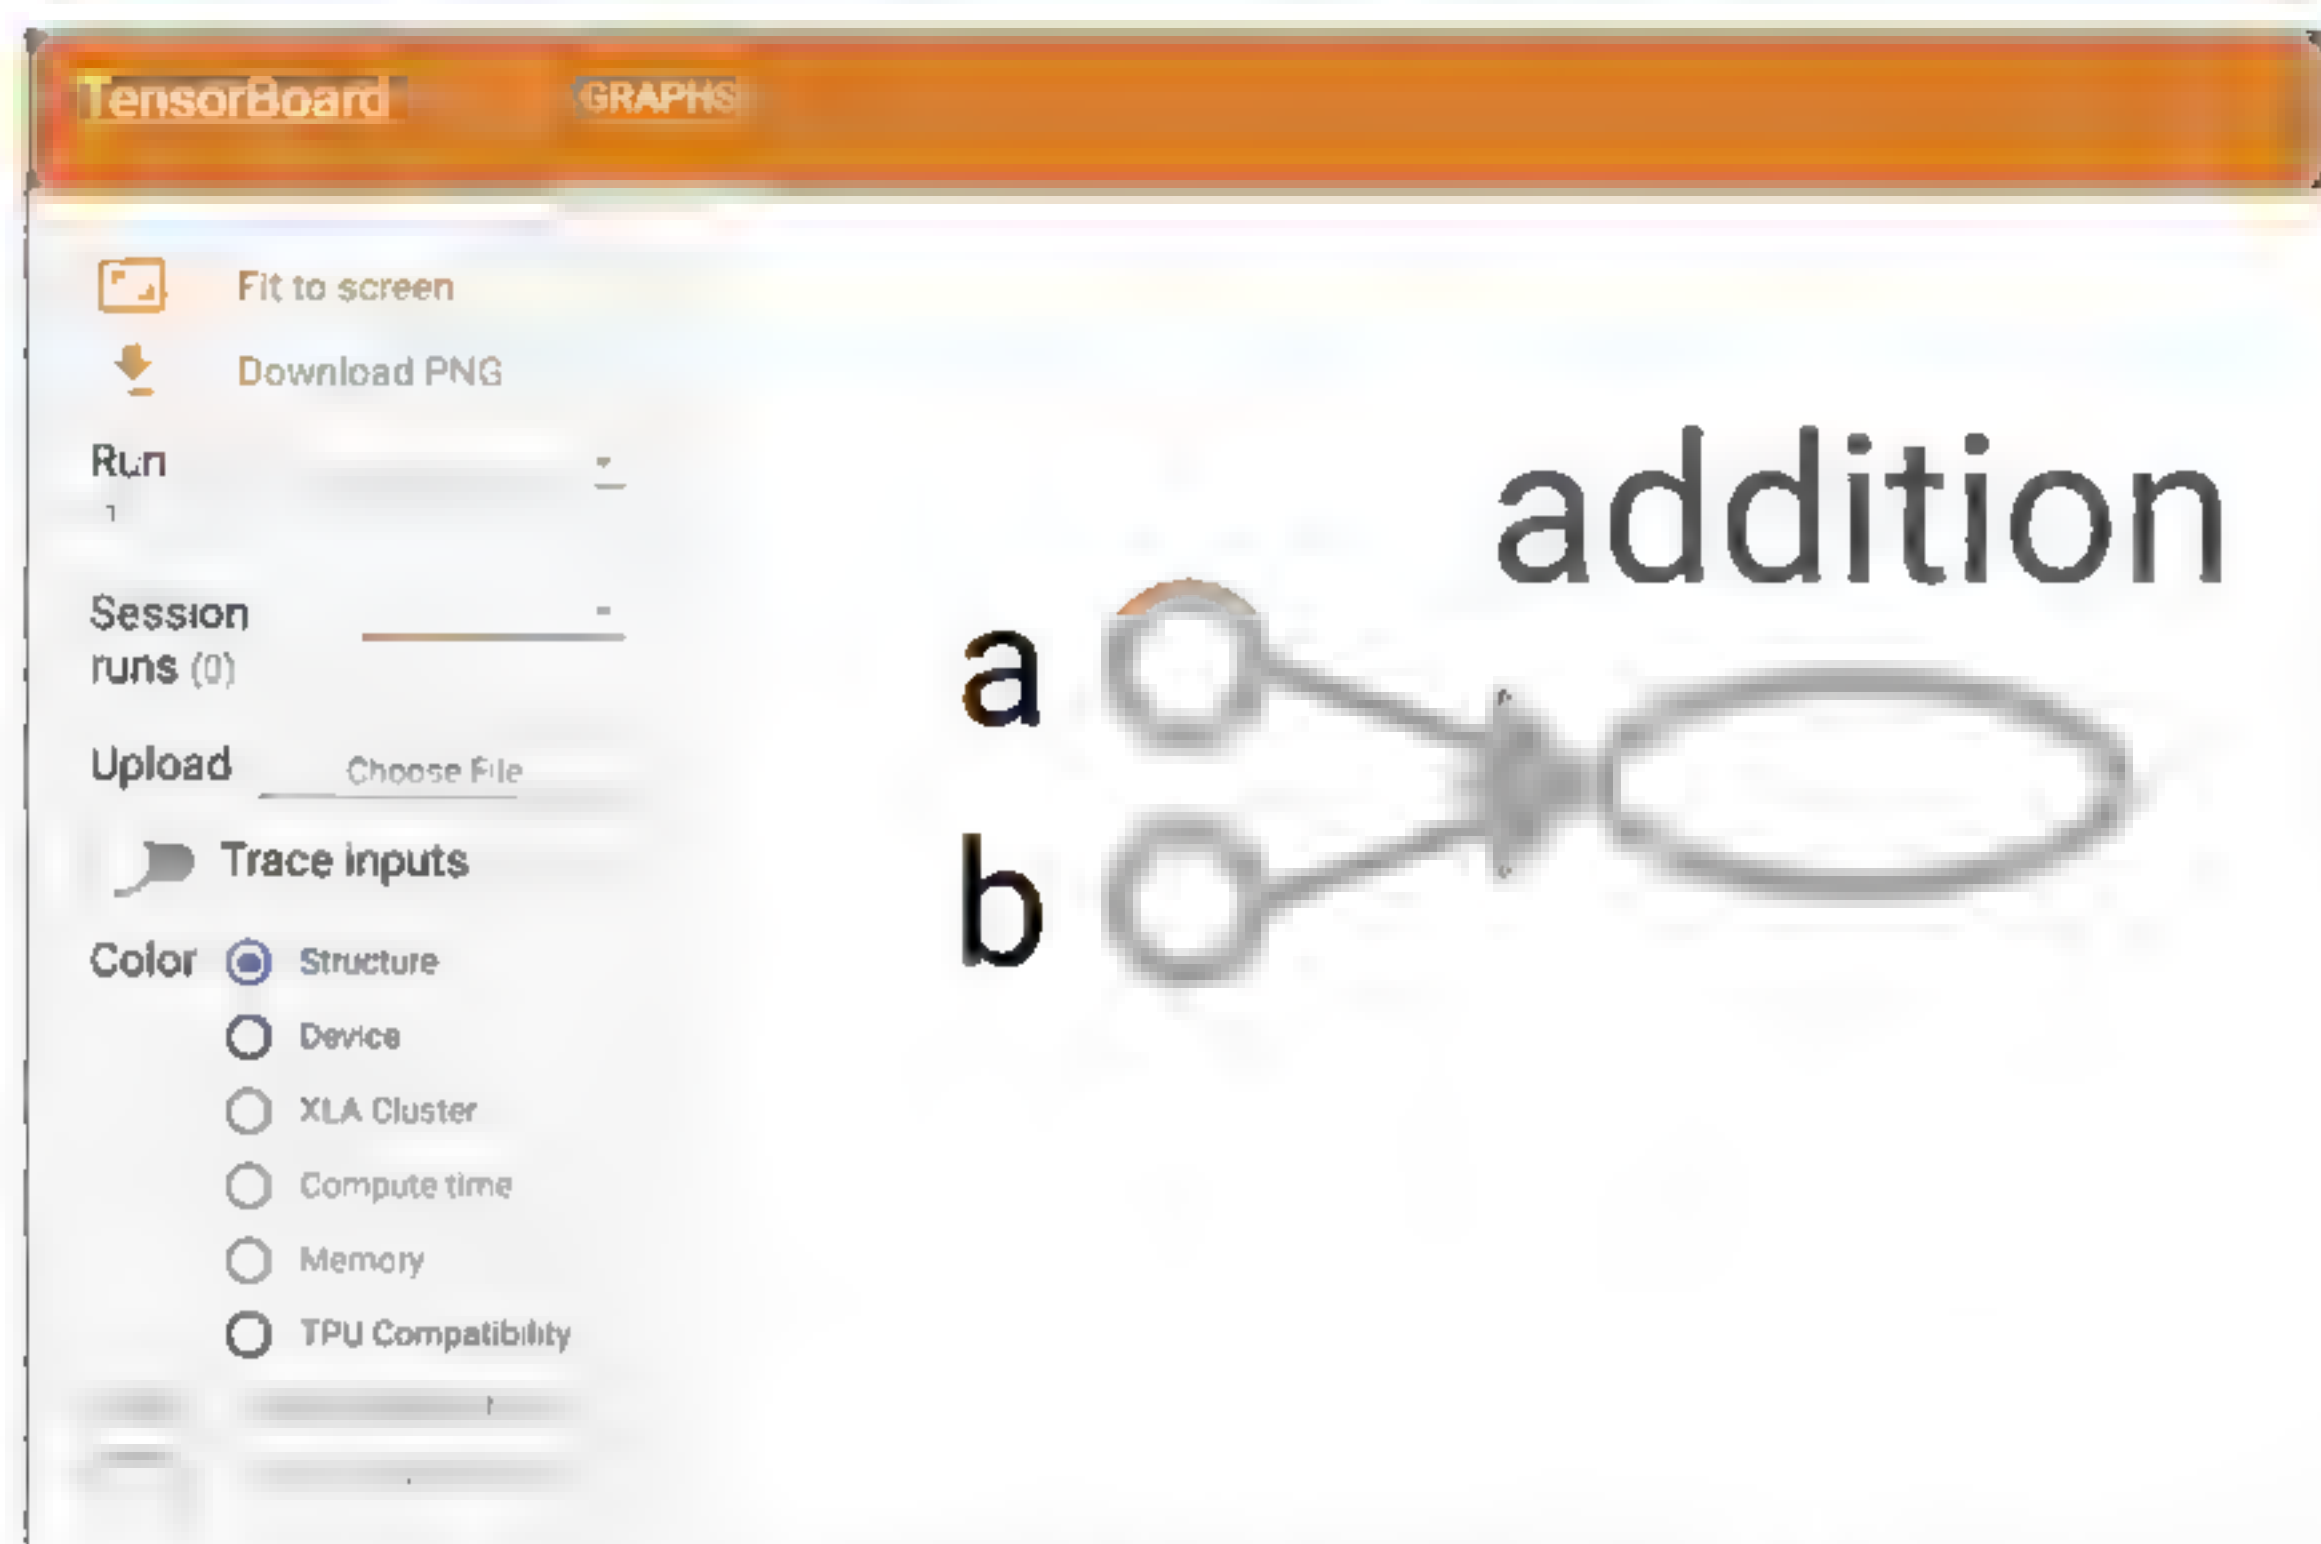 TensorBoard GRAPHS
Fit to screen
Download PNG
Run
Session
runs (0)
Upload Choose File
Trace inputs
Color Structure
Device
XLA Cluster
Compute time
Memory
TPU Compatibility
addition
a
b